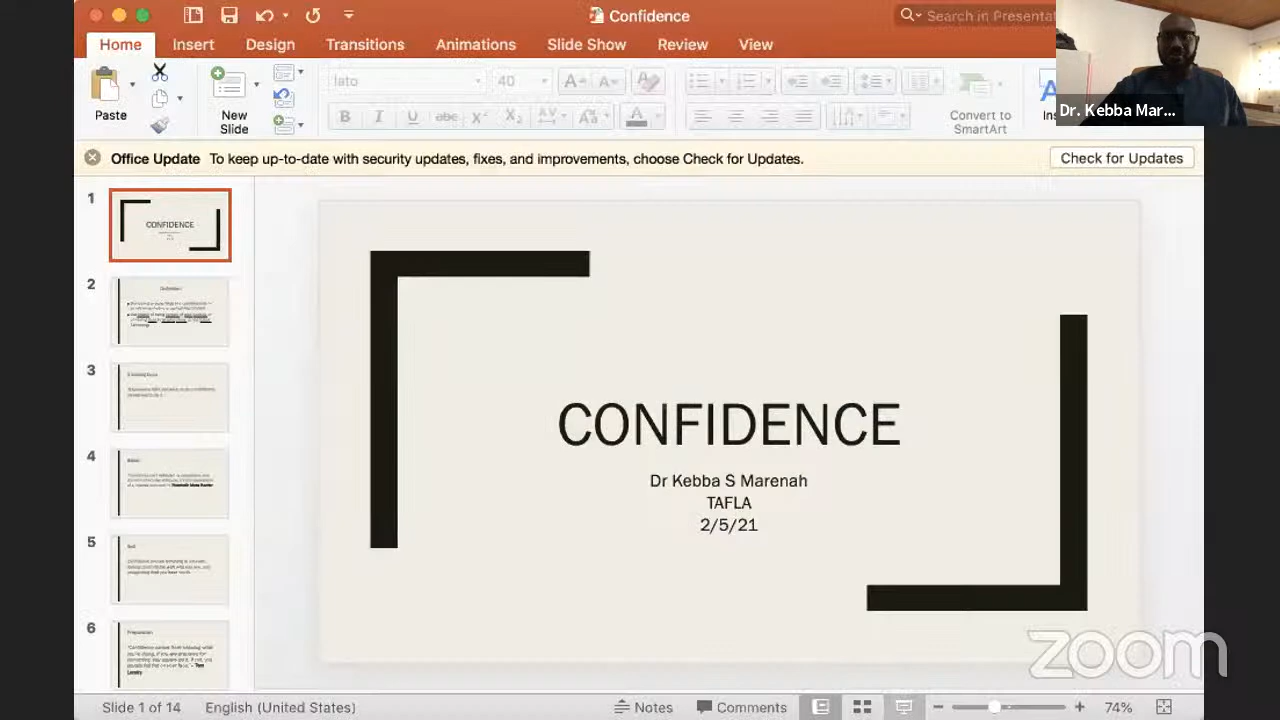 Confidence
Search in Presentat
Home Insert Design Transitions Animations Slide Show Review View
Paste
New
Slide
lato
40
Convert to
SmartArt
Dr. Kebba Mar...
Office Update To keep up-to-date with security updates, fixes, and improvements, choose Check for Updates.
Check for Updates
1
CONFIDENCE
2
3
4
5
6
Preparation
CONFIDENCE
Dr Kebba S Marenah
TAFLA
2/5/21
zoom
Slide 1 of 14
English (United States)
Notes
Comments
74%